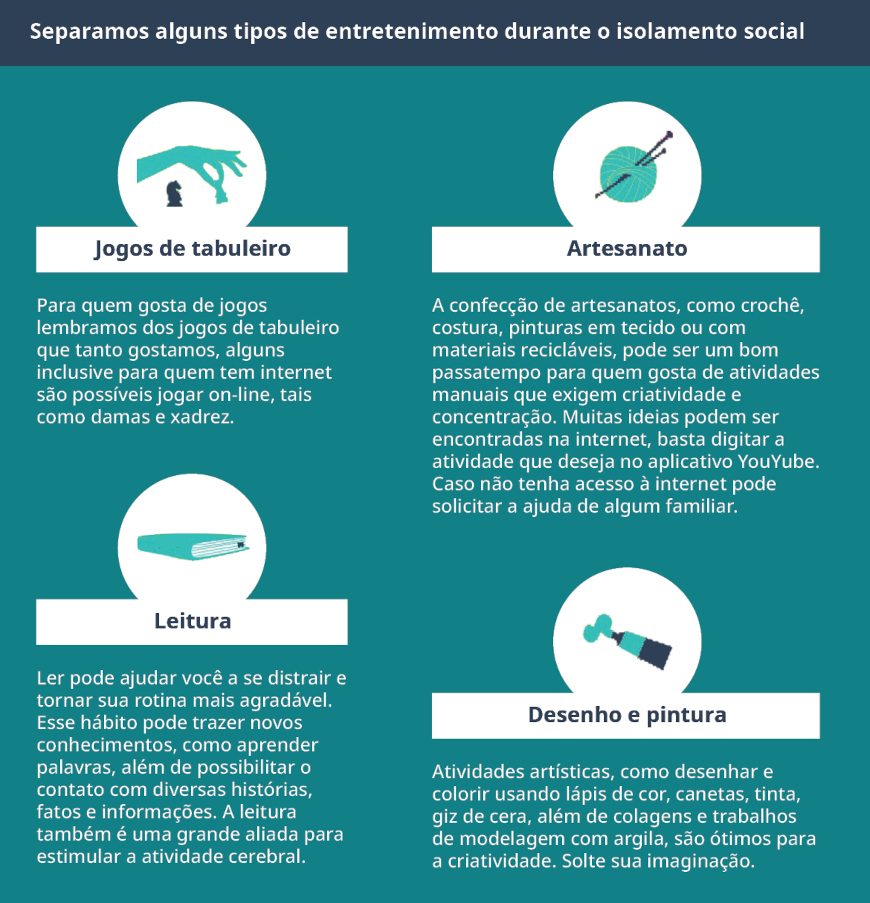 Separamos alguns tipos de entretenimento durante o isolamento social
Jogos de tabuleiro
Para quem gosta de jogos
lembramos dos jogos de tabuleiro
que tanto gostamos, alguns
inclusive para quem tem internet
são possíveis jogar on-line, tais
como damas e xadrez.
Artesanato
A confecção de artesanatos, como crochê,
costura, pinturas em tecido ou com
materiais recicláveis, pode ser um bom
passatempo para quem gosta de atividades
manuais que exigem criatividade e
concentração. Muitas ideias podem ser
encontradas na internet, basta digitar a
atividade que deseja no aplicativo YouYube.
Caso não tenha acesso à internet pode
solicitar a ajuda de algum familiar.
Leitura
Ler pode ajudar você a se distrair e
tornar sua rotina mais agradável.
Esse hábito pode trazer novos
conhecimentos, como aprender
palavras, além de possibilitar o
contato com diversas histórias,
fatos e informações. A leitura
também é uma grande aliada para
estimular a atividade cerebral.
Desenho e pintura
Atividades artísticas, como desenhar e
colorir usando lápis de cor, canetas, tinta,
giz de cera, além de colagens e trabalhos
de modelagem com argila, são ótimos para
a criatividade. Solte sua imaginação.